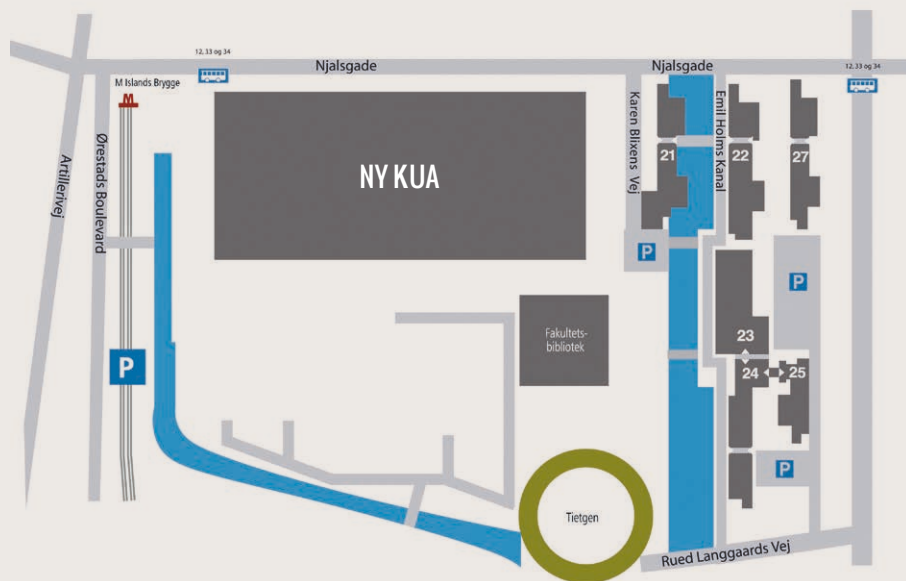 12, 33 og 34
Njalsgade
Njalsgade
12, 33 og 34
M Islands Brygge
M
Artillerivej
Ørestads Boulevard
NY KUA
Karen Blixens Vej
Emil Holms Kanal
21
22
27
P
P
Fakultets-
bibliotek
23
P
24
25
P
Tietgen
Rued Langgaards Vej